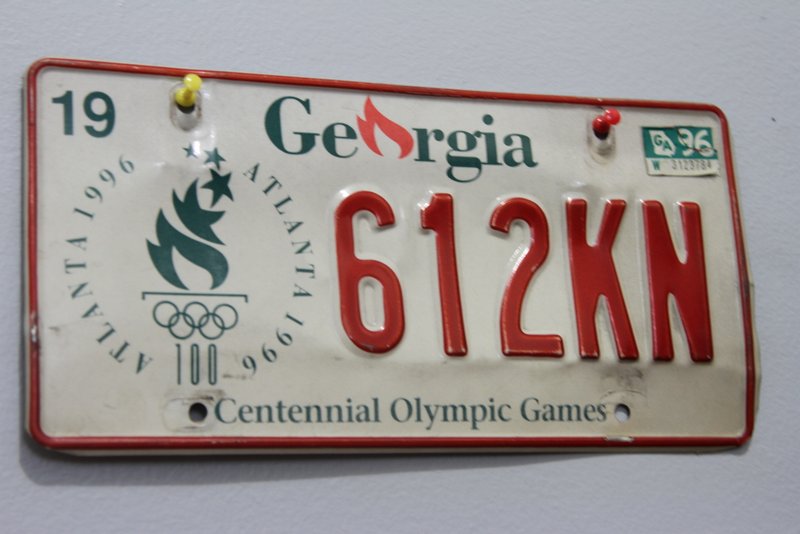 19
Georgia
GA 96
W 3123784
ATLANTA 1996
ATLANTA 1996
612KN
100
Centennial Olympic Games